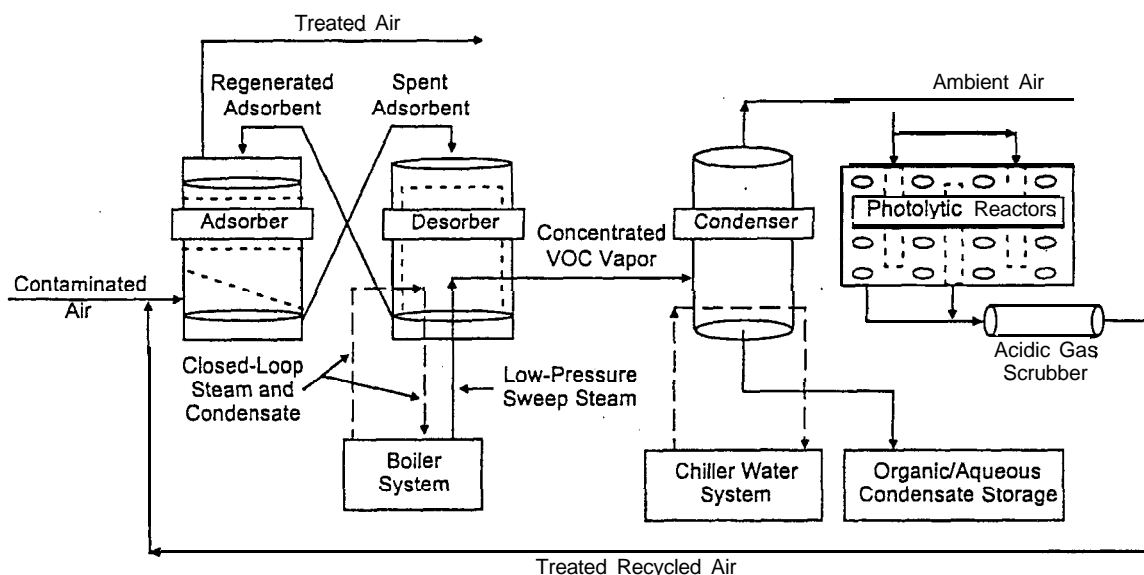 Treated Air
Regenerated
Adsorbent
Spent
Adsorbent
Ambient Air
Adsorber
Desorber
Condenser
Photolytic Reactors
Concentrated
VOC Vapor
Contaminated
Air
Closed-Loop
Steam and
Condensate
Low-Pressure
Sweep Steam
Acidic Gas
Scrubber
Boiler
System
Chiller Water
System
Organic/Aqueous
Condensate Storage
Treated Recycled Air